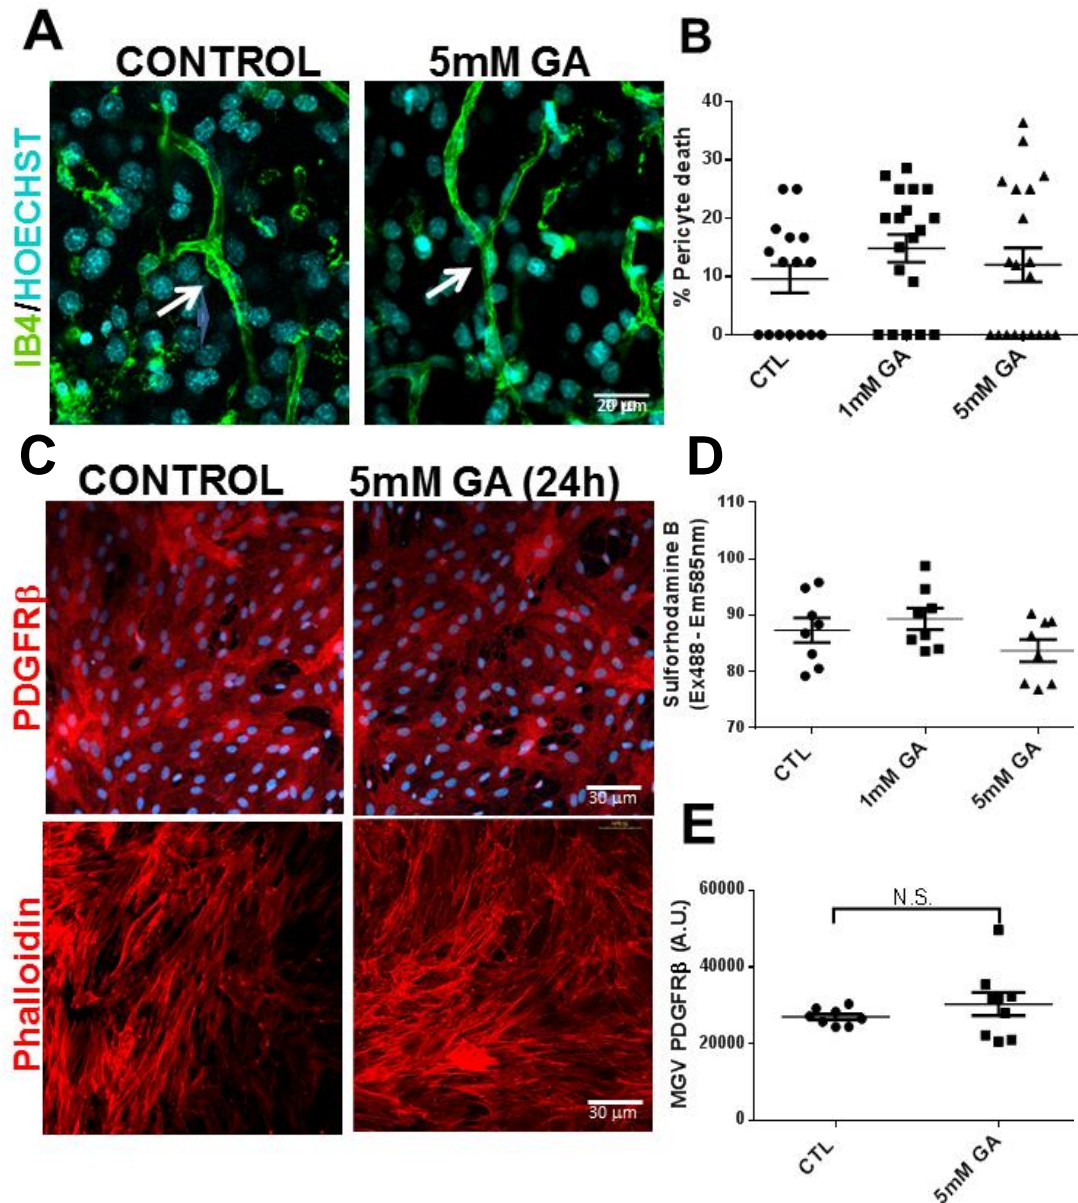 A
CONTROL
5mM GA
IB4/HOECHST
20 µm
B
% Pericyte death
40
30
20
10
0
CTL
1mM GA
5mM GA
C
CONTROL
5mM GA (24h)
PDGFRβ
30 µm
Phalloidin
30 µm
D
Sulforhodamine B
(Ex488 - Em585nm)
110
100
90
80
70
CTL
1mM GA
5mM GA
E
MGV PDGFRβ (A.U.)
60000
40000
20000
0
N.S.
CTL
5mM GA